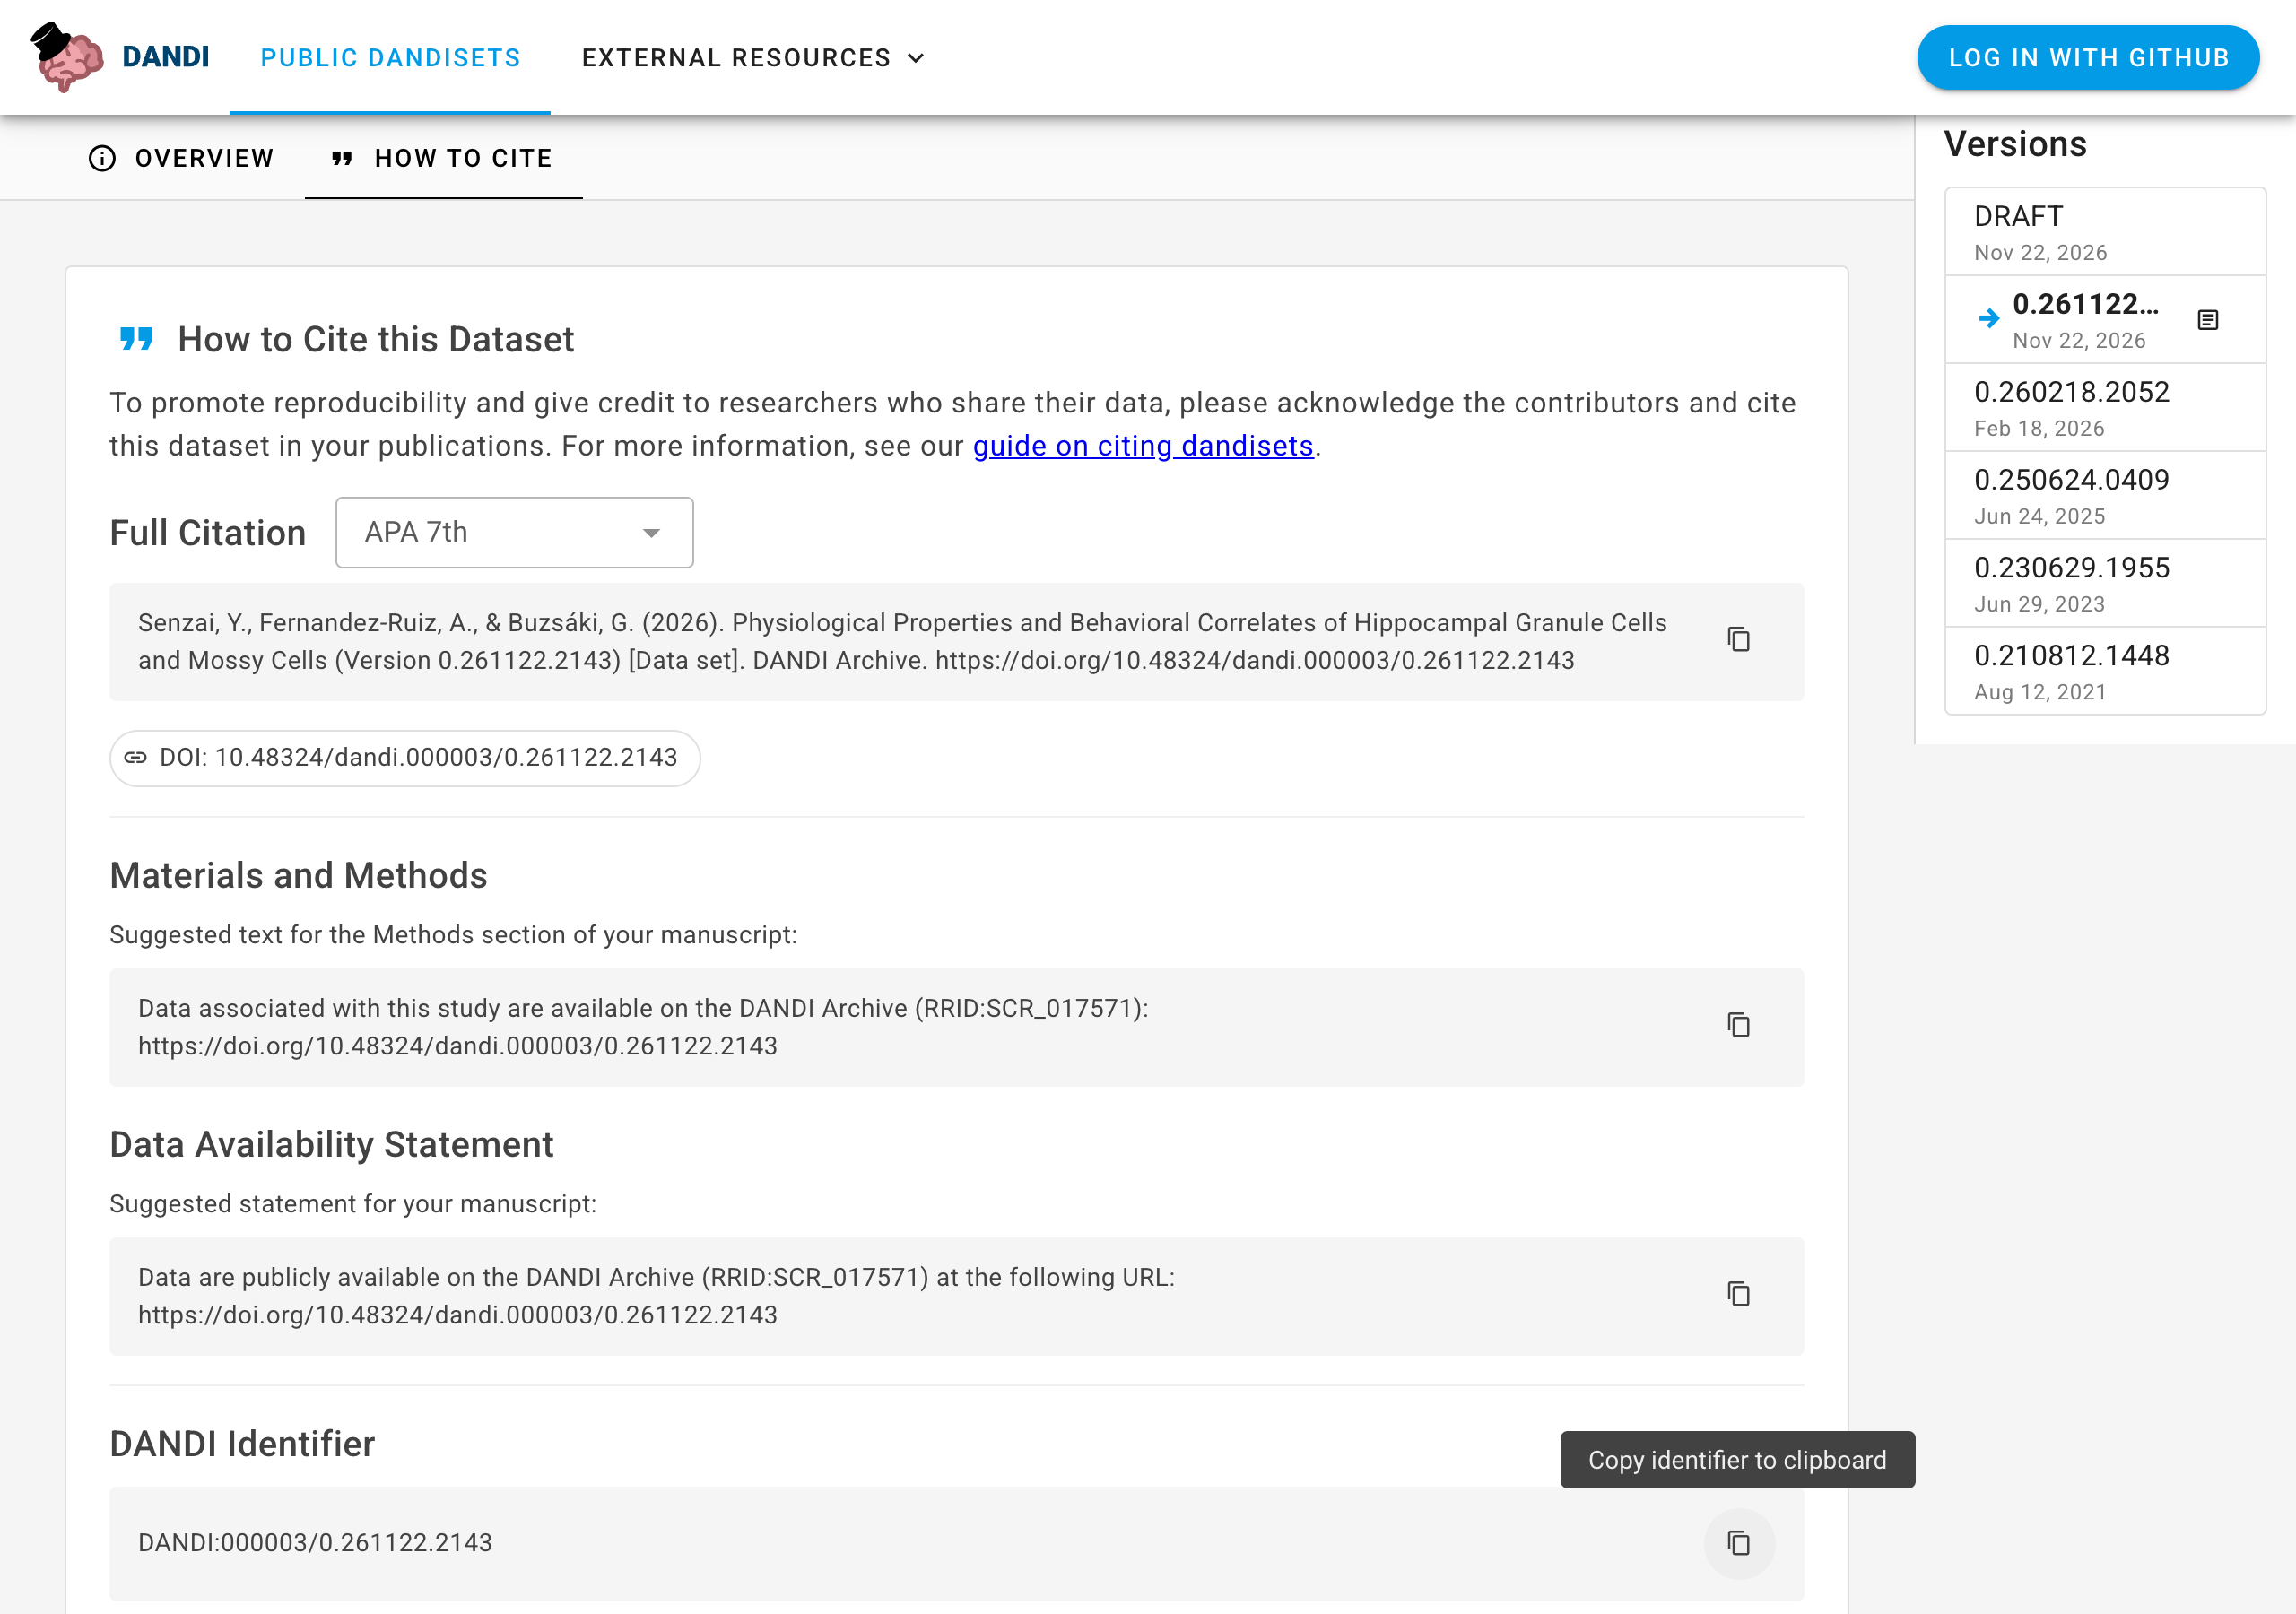 DANDI
PUBLIC DANDISETS
EXTERNAL RESOURCES
LOG IN WITH GITHUB
OVERVIEW
HOW TO CITE
How to Cite this Dataset
To promote reproducibility and give credit to researchers who share their data, please acknowledge the contributors and cite
this dataset in your publications. For more information, see our guide on citing dandisets.
Full Citation
APA 7th
Senzai, Y., Fernandez-Ruiz, A., & Buzsáki, G. (2026). Physiological Properties and Behavioral Correlates of Hippocampal Granule Cells
and Mossy Cells (Version 0.261122.2143) [Data set]. DANDI Archive. https://doi.org/10.48324/dandi.000003/0.261122.2143
DOI: 10.48324/dandi.000003/0.261122.2143
Materials and Methods
Suggested text for the Methods section of your manuscript:
Data associated with this study are available on the DANDI Archive (RRID:SCR_017571):
https://doi.org/10.48324/dandi.000003/0.261122.2143
Data Availability Statement
Suggested statement for your manuscript:
Data are publicly available on the DANDI Archive (RRID:SCR_017571) at the following URL:
https://doi.org/10.48324/dandi.000003/0.261122.2143
DANDI Identifier
Copy identifier to clipboard
DANDI:000003/0.261122.2143
Versions
DRAFT
Nov 22, 2026
0.261122...
Nov 22, 2026
0.260218.2052
Feb 18, 2026
0.250624.0409
Jun 24, 2025
0.230629.1955
Jun 29, 2023
0.210812.1448
Aug 12, 2021